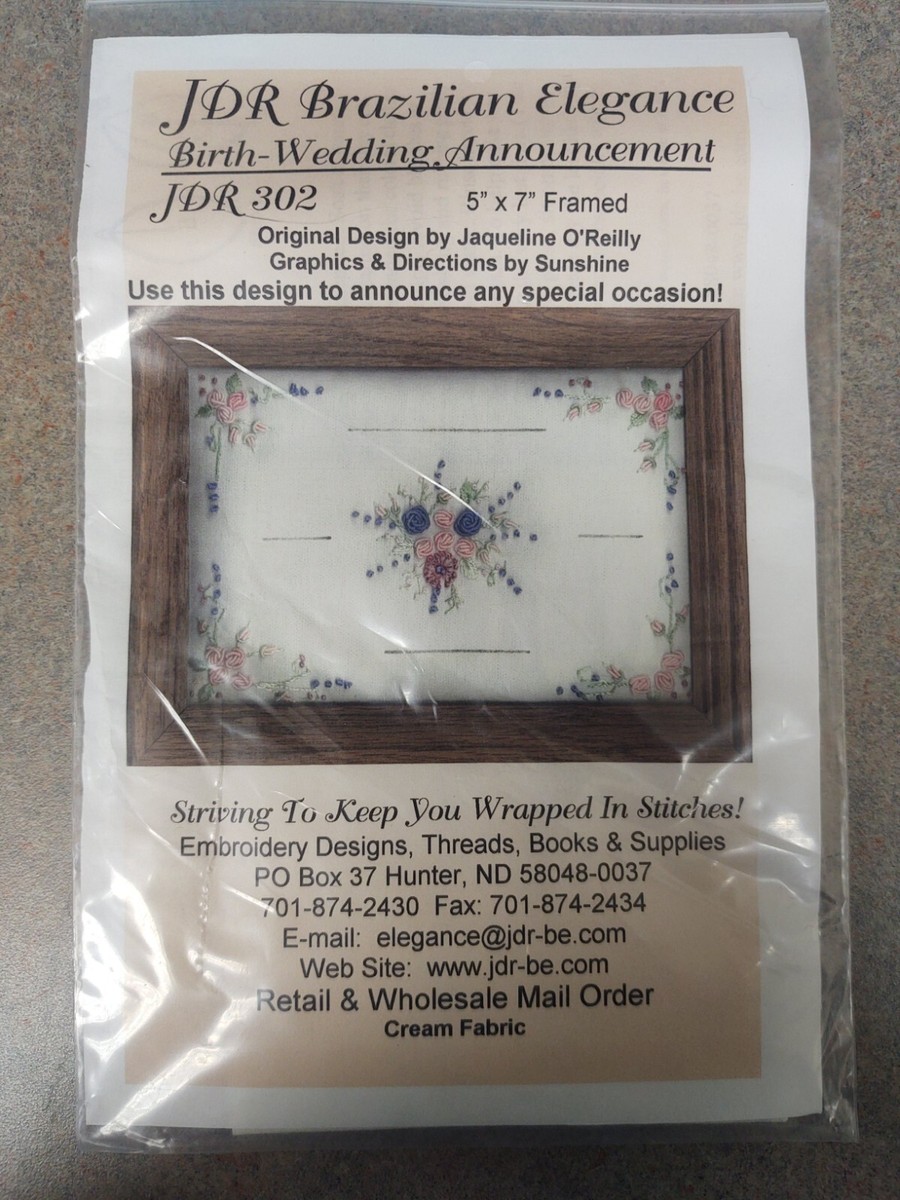 JDR Brazilian Elegance
Birth-Wedding Announcement
JDR 302 5” x 7” Framed
Original Design by Jaqueline O'Reilly
Graphics & Directions by Sunshine
Use this design to announce any special occasion!
Striving To Keep You Wrapped In Stitches!
Embroidery Designs, Threads, Books & Supplies
PO Box 37 Hunter, ND 58048-0037
701-874-2430 Fax: 701-874-2434
E-mail: elegance@jdr-be.com
Web Site: www.jdr-be.com
Retail & Wholesale Mail Order
Cream Fabric